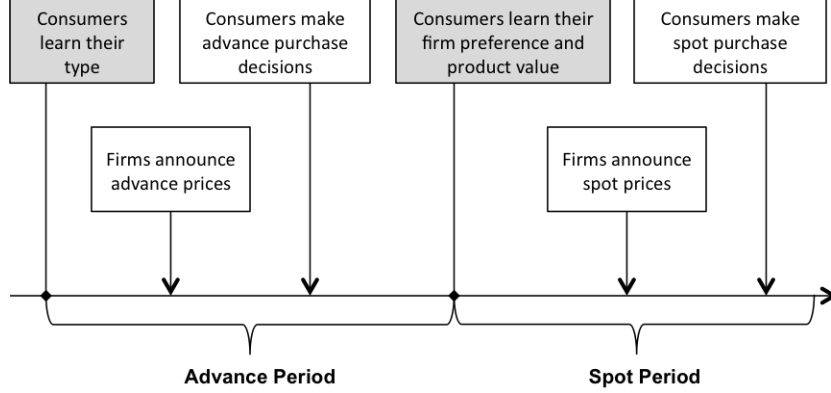 Consumers
learn their
type
Consumers make
advance purchase
decisions
Consumers learn their
firm preference and
product value
Consumers make
spot purchase
decisions
Firms announce
advance prices
Firms announce
spot prices
Advance Period
Spot Period